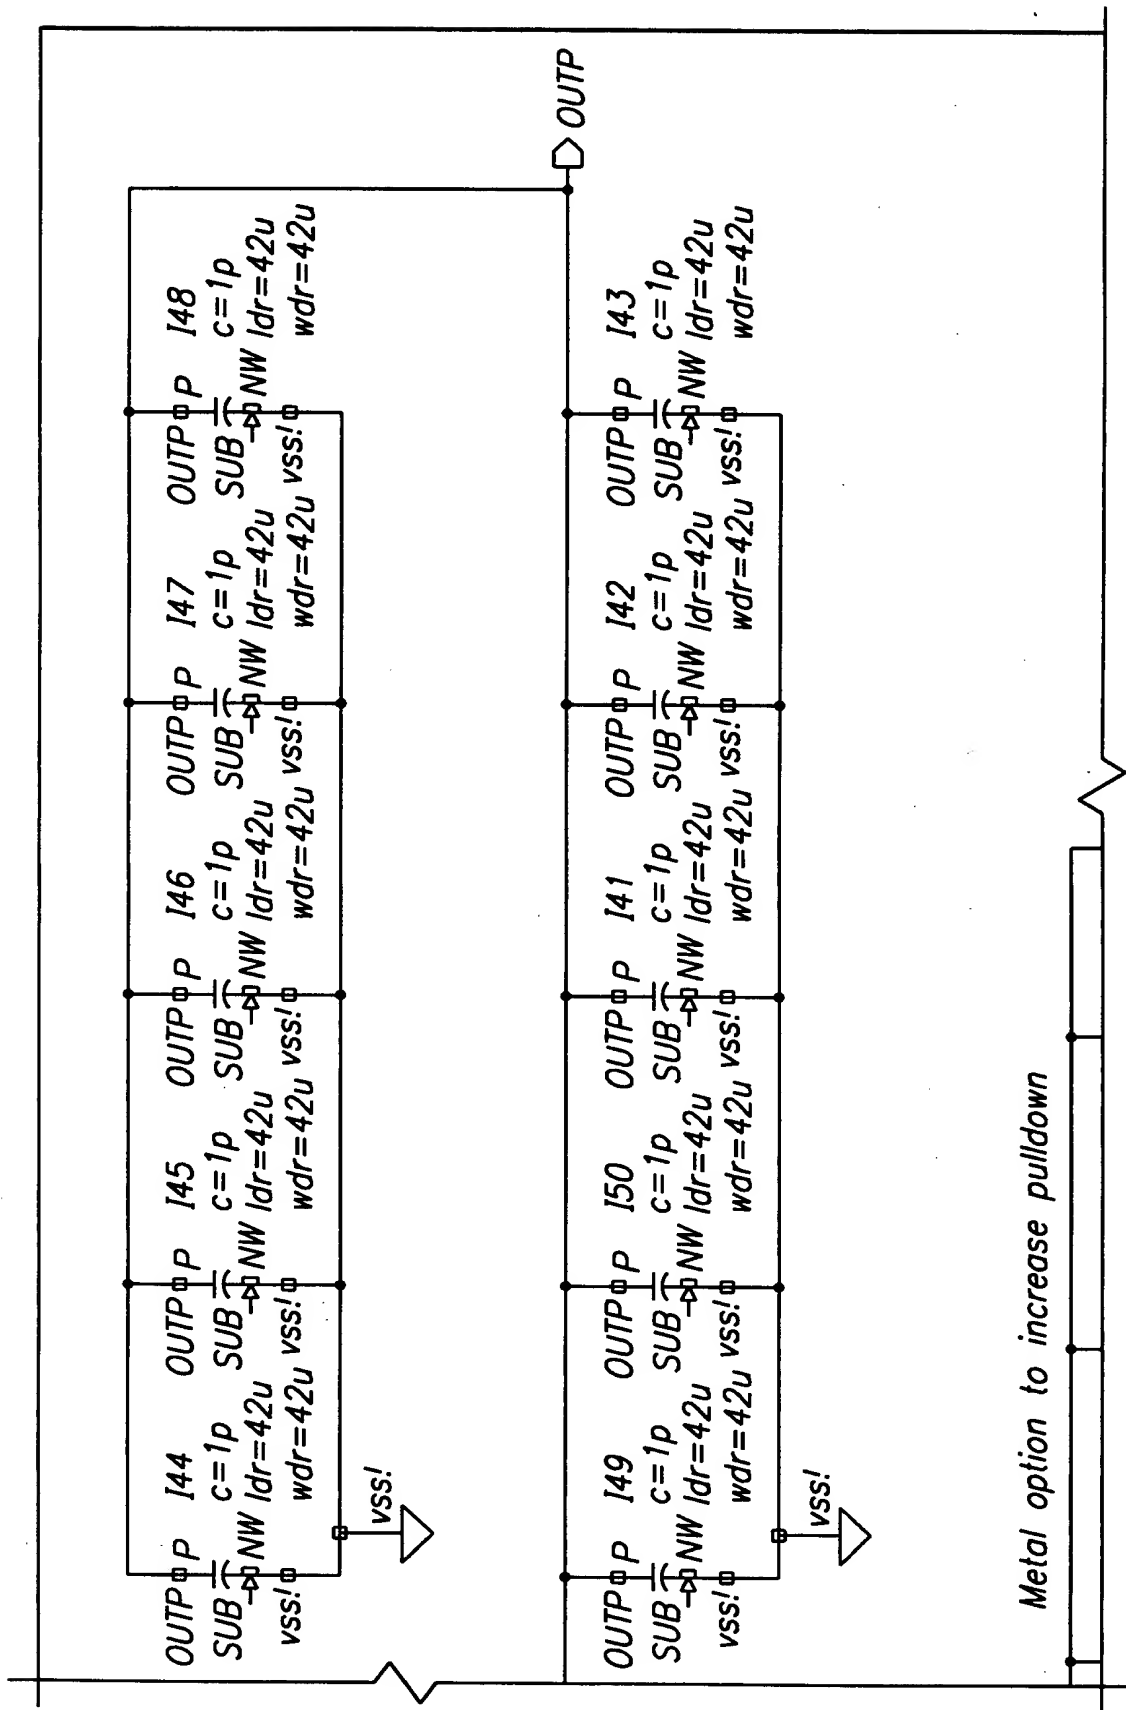 I44
c=1p
ldr=42u
wdr=42u
OUTP
P
SUB
NW
vss!
I45
c=1p
ldr=42u
wdr=42u
OUTP
P
SUB
NW
vss!
I46
c=1p
ldr=42u
wdr=42u
OUTP
P
SUB
NW
vss!
I47
c=1p
ldr=42u
wdr=42u
OUTP
P
SUB
NW
vss!
I48
c=1p
ldr=42u
wdr=42u
OUTP
P
SUB
NW
vss!
vss!
OUTP
I49
c=1p
ldr=42u
wdr=42u
OUTP
P
SUB
NW
vss!
I50
c=1p
ldr=42u
wdr=42u
OUTP
P
SUB
NW
vss!
I41
c=1p
ldr=42u
wdr=42u
OUTP
P
SUB
NW
vss!
I42
c=1p
ldr=42u
wdr=42u
OUTP
P
SUB
NW
vss!
I43
c=1p
ldr=42u
wdr=42u
OUTP
P
SUB
NW
vss!
vss!
Metal option to increase pulldown